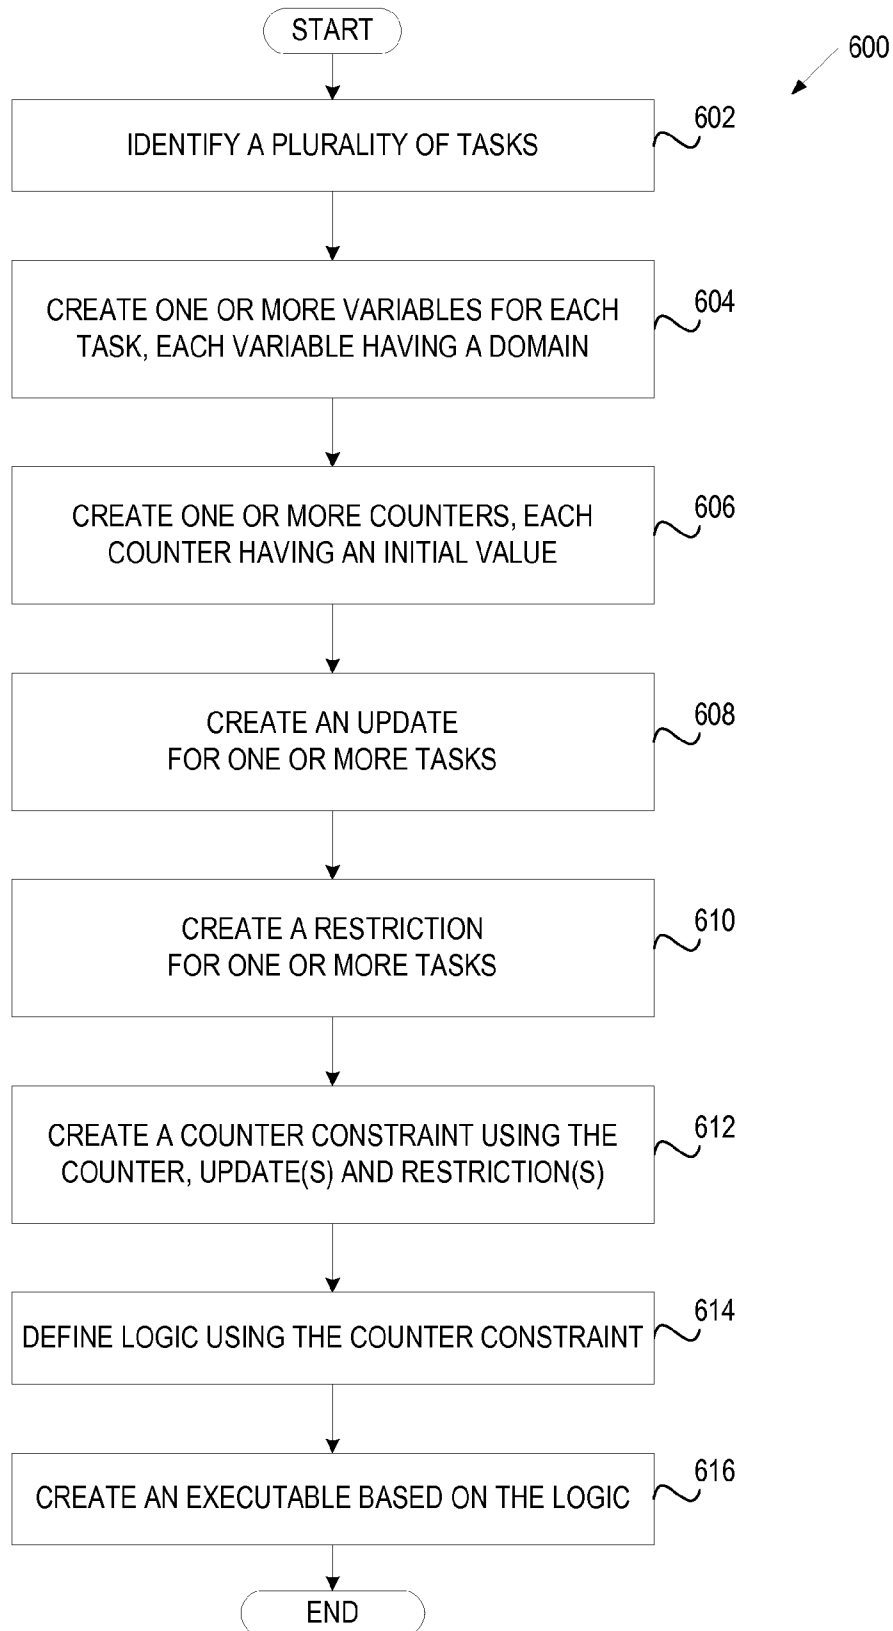 START
600
IDENTIFY A PLURALITY OF TASKS
602
CREATE ONE OR MORE VARIABLES FOR EACH
TASK, EACH VARIABLE HAVING A DOMAIN
604
CREATE ONE OR MORE COUNTERS, EACH
COUNTER HAVING AN INITIAL VALUE
606
CREATE AN UPDATE
FOR ONE OR MORE TASKS
608
CREATE A RESTRICTION
FOR ONE OR MORE TASKS
610
CREATE A COUNTER CONSTRAINT USING THE
COUNTER, UPDATE(S) AND RESTRICTION(S)
612
DEFINE LOGIC USING THE COUNTER CONSTRAINT
614
CREATE AN EXECUTABLE BASED ON THE LOGIC
616
END